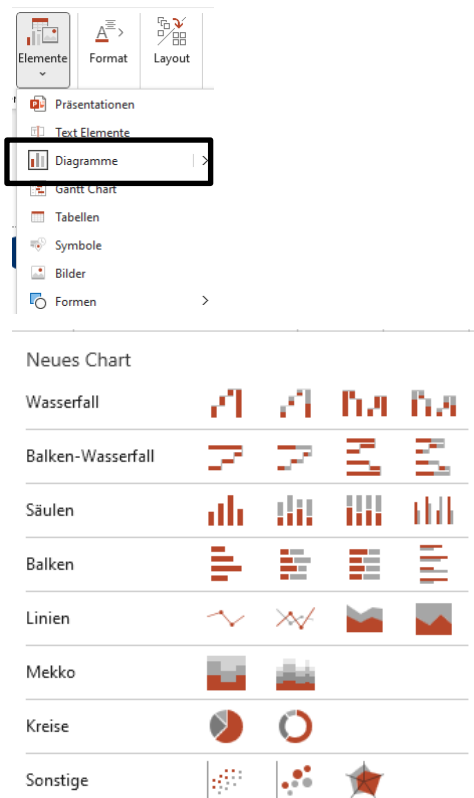 Elemente
Format
Layout
Präsentationen
Text Elemente
Diagramme
Gantt Chart
Tabellen
Symbole
Bilder
Formen
Neues Chart
Wasserfall
Balken-Wasserfall
Säulen
Balken
Linien
Mekko
Kreise
Sonstige